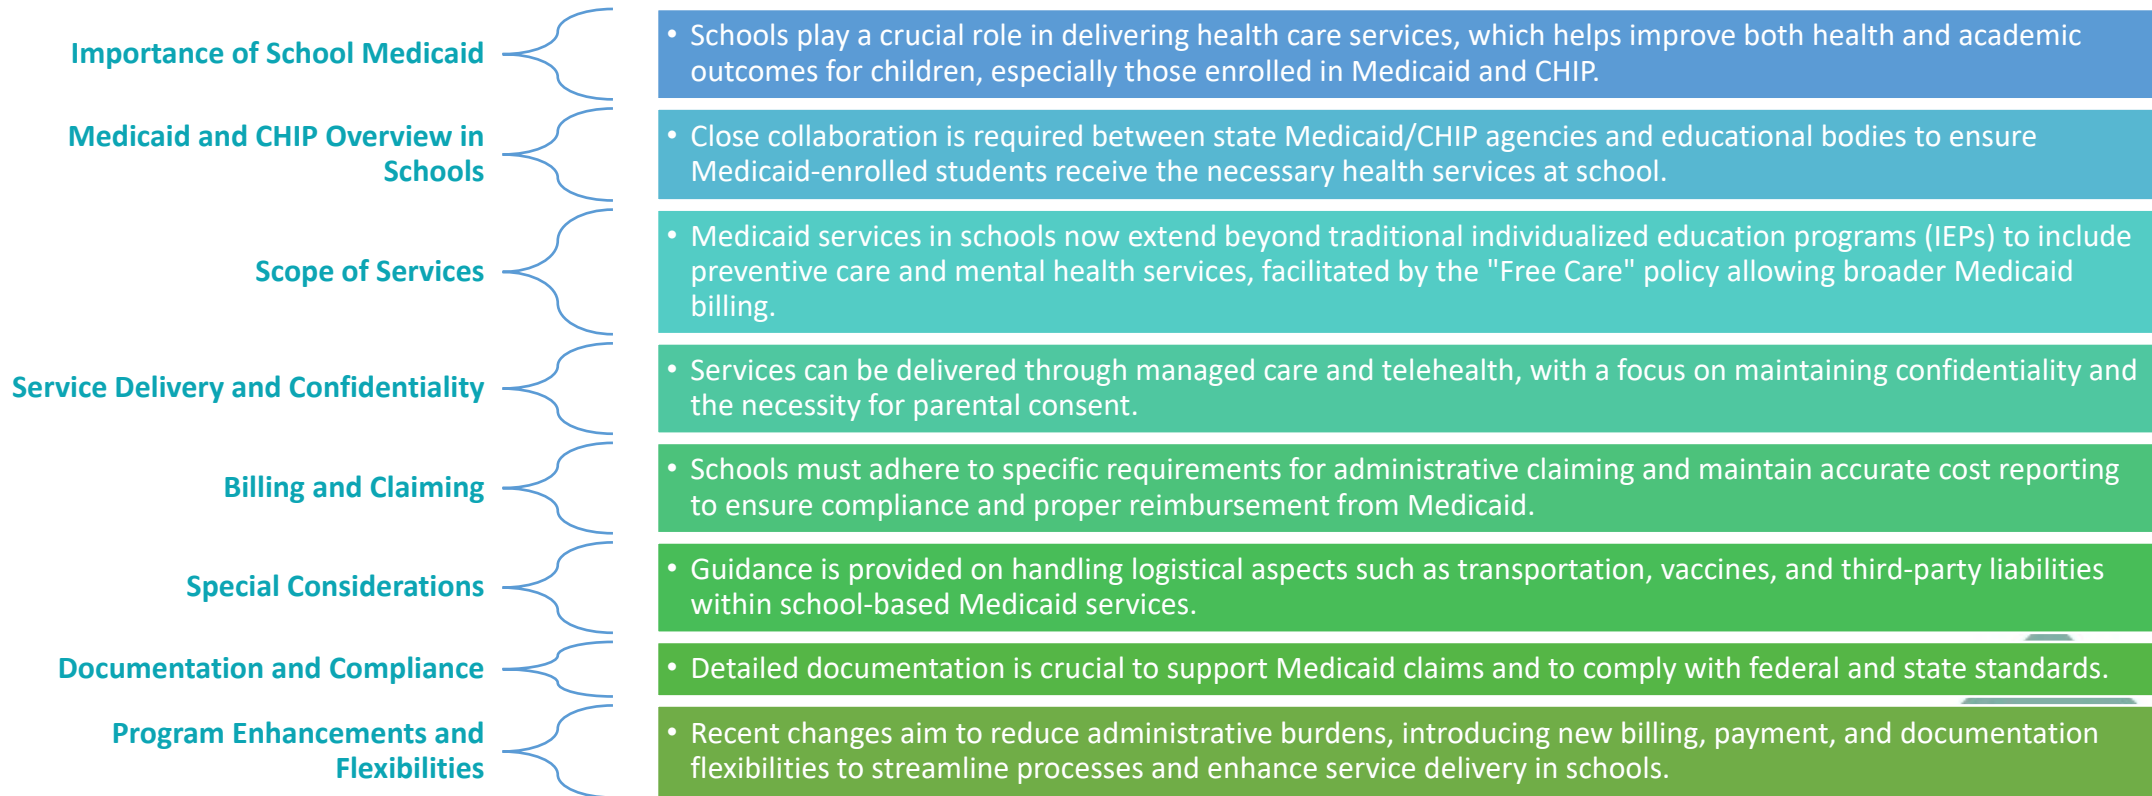 Importance of School Medicaid
• Schools play a crucial role in delivering health care services, which helps improve both health and academic
outcomes for children, especially those enrolled in Medicaid and CHIP.
Medicaid and CHIP Overview in
Schools
• Close collaboration is required between state Medicaid/CHIP agencies and educational bodies to ensure
Medicaid-enrolled students receive the necessary health services at school.
Scope of Services
• Medicaid services in schools now extend beyond traditional individualized education programs (IEPs) to include
preventive care and mental health services, facilitated by the "Free Care" policy allowing broader Medicaid
billing.
Service Delivery and Confidentiality
• Services can be delivered through managed care and telehealth, with a focus on maintaining confidentiality and
the necessity for parental consent.
Billing and Claiming
• Schools must adhere to specific requirements for administrative claiming and maintain accurate cost reporting
to ensure compliance and proper reimbursement from Medicaid.
Special Considerations
• Guidance is provided on handling logistical aspects such as transportation, vaccines, and third-party liabilities
within school-based Medicaid services.
Documentation and Compliance
• Detailed documentation is crucial to support Medicaid claims and to comply with federal and state standards.
Program Enhancements and
Flexibilities
• Recent changes aim to reduce administrative burdens, introducing new billing, payment, and documentation
flexibilities to streamline processes and enhance service delivery in schools.